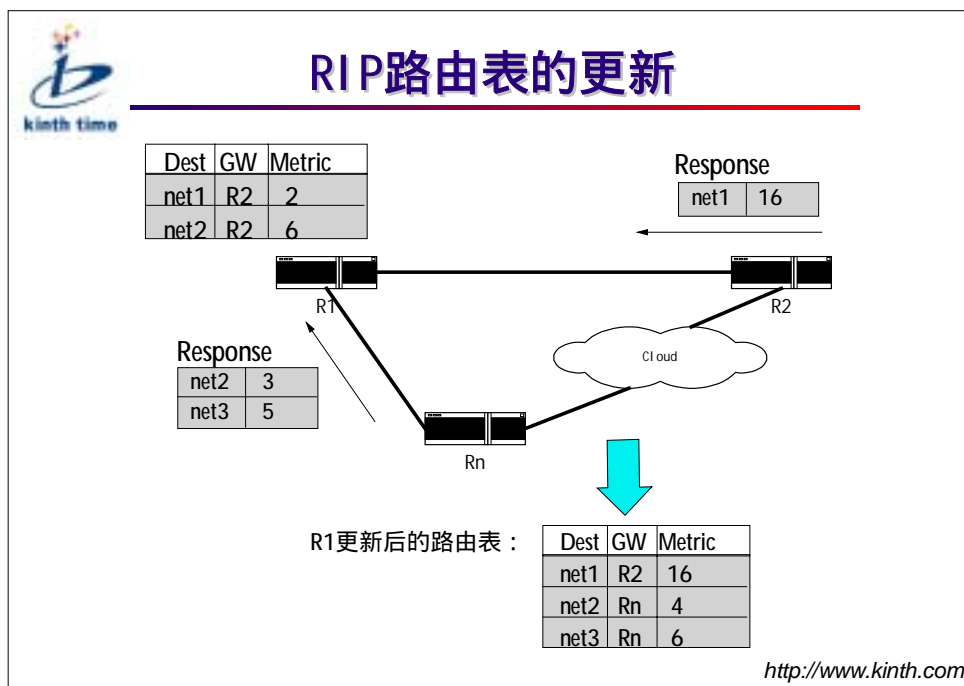 kinth time
RIP路由表的更新
Dest GW Metric
net1 R2 2
net2 R2 6
Response
net1 16
R1
R2
Cloud
Response
net2 3
net3 5
Rn
R1更新后的路由表：
Dest GW Metric
net1 R2 16
net2 Rn 4
net3 Rn 6
http://www.kinth.com